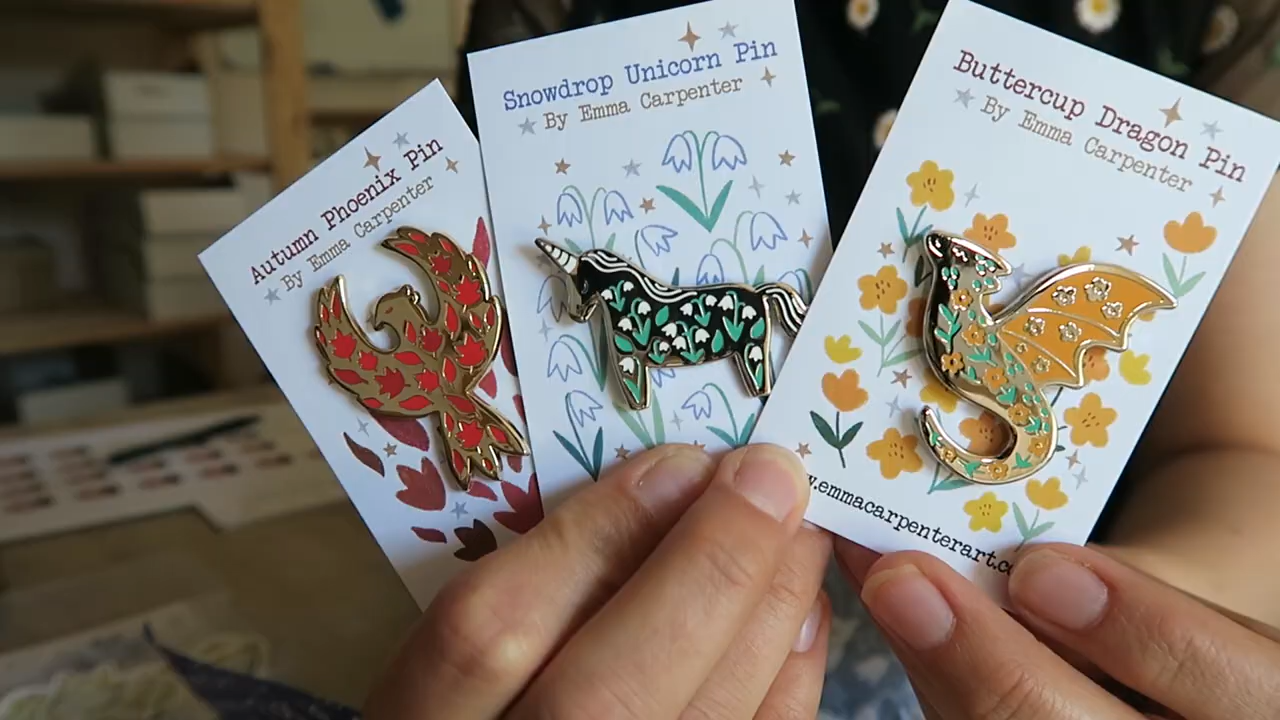 Autumn Phoenix Pin
By Emma Carpenter
Snowdrop Unicorn Pin
By Emma Carpenter
Buttercup Dragon Pin
By Emma Carpenter
www.emmacarpenterart.c